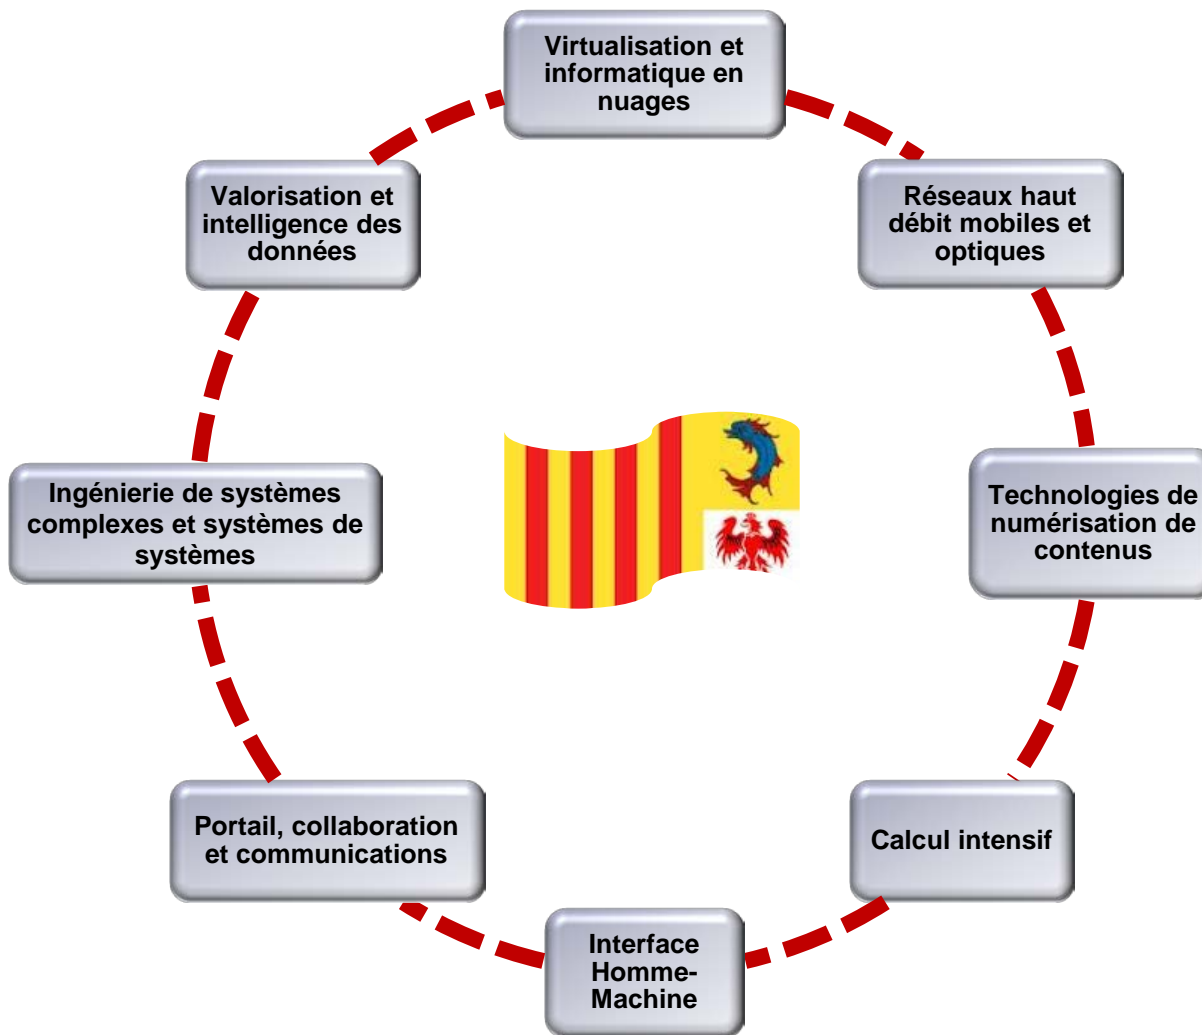 Virtualisation et
informatique en
nuages
Réseaux haut
débit mobiles et
optiques
Technologies de
numérisation de
contenus
Calcul intensif
Interface
Homme-
Machine
Portail, collaboration
et communications
Ingénierie de systèmes
complexes et systèmes de
systèmes
Valorisation et
intelligence des
données